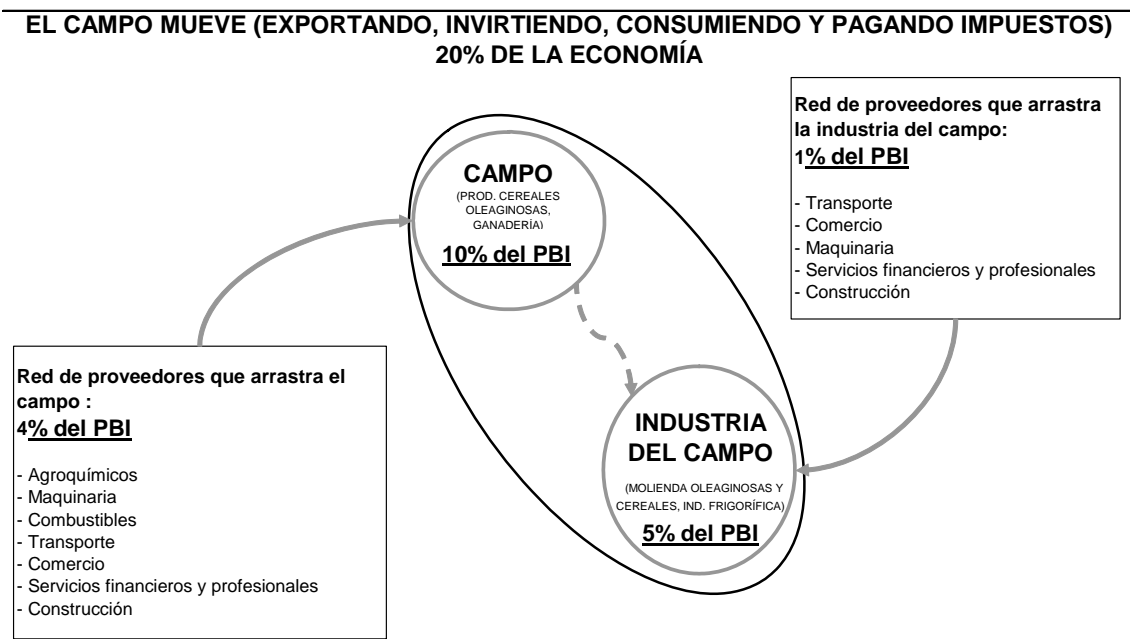 EL CAMPO MUEVE (EXPORTANDO, INVIRTIENDO, CONSUMIENDO Y PAGANDO IMPUESTOS)
20% DE LA ECONOMÍA
Red de proveedores que arrastra
la industria del campo:
1% del PBI
- Transporte
- Comercio
- Maquinaria
- Servicios financieros y profesionales
- Construcción
CAMPO
(PROD. CEREALES
OLEAGINOSAS,
GANADERÍA)
10% del PBI
Red de proveedores que arrastra el
campo :
4% del PBI
- Agroquímicos
- Maquinaria
- Combustibles
- Transporte
- Comercio
- Servicios financieros y profesionales
- Construcción
INDUSTRIA
DEL CAMPO
(MOLIENDA OLEAGINOSAS Y
CEREALES, IND. FRIGORÍFICA)
5% del PBI